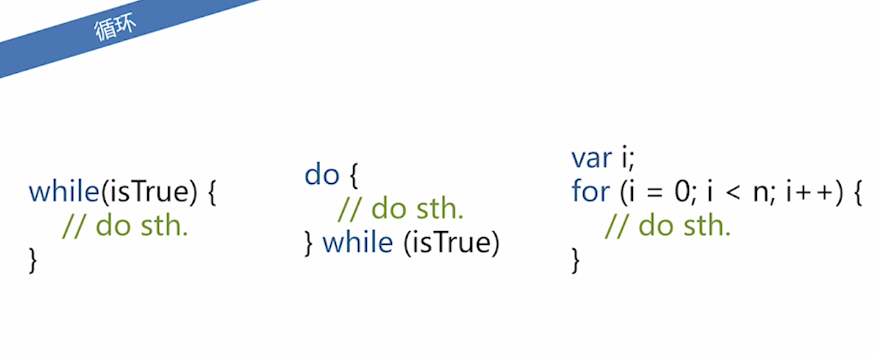 循环
while(isTrue) {
// do sth.
}
do {
// do sth.
} while (isTrue)
var i;
for (i = 0; i < n; i++) {
// do sth.
}